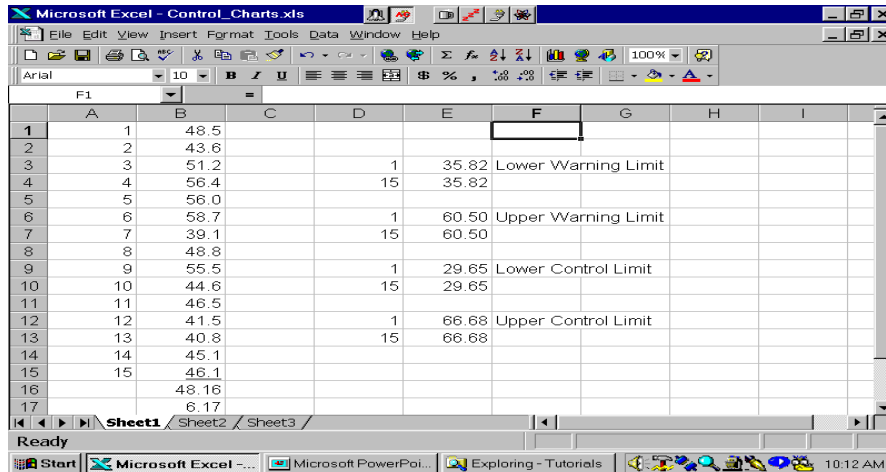 Microsoft Excel - Control_Charts.xls
File Edit View Insert Format Tools Data Window Help
100%
Arial 10 B I U $ % ,
F1 =
A B C D E F G H I
1 1 48.5
2 2 43.6
3 3 51.2 1 35.82 Lower Warning Limit
4 4 56.4 15 35.82
5 5 56.0
6 6 58.7 1 60.50 Upper Warning Limit
7 7 39.1 15 60.50
8 8 48.8
9 9 55.5 1 29.65 Lower Control Limit
10 10 44.6 15 29.65
11 11 46.5
12 12 41.5 1 66.68 Upper Control Limit
13 13 40.8 15 66.68
14 14 45.1
15 15 46.1
16 48.16
17 6.17
Sheet1 / Sheet2 / Sheet3 /
Ready
Start Microsoft Excel -... Microsoft PowerPoi... Exploring - Tutorials 10:12 AM